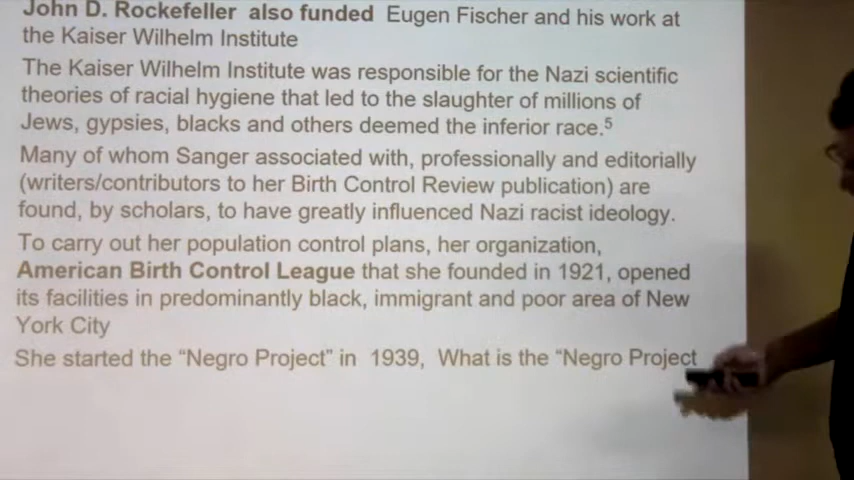 John D. Rockefeller also funded Eugen Fischer and his work at
the Kaiser Wilhelm Institute
The Kaiser Wilhelm Institute was responsible for the Nazi scientific
theories of racial hygiene that led to the slaughter of millions of
Jews, gypsies, blacks and others deemed the inferior race.⁵
Many of whom Sanger associated with, professionally and editorially
(writers/contributors to her Birth Control Review publication) are
found, by scholars, to have greatly influenced Nazi racist ideology.
To carry out her population control plans, her organization,
American Birth Control League that she founded in 1921, opened
its facilities in predominantly black, immigrant and poor area of New
York City
She started the “Negro Project” in 1939, What is the “Negro Project